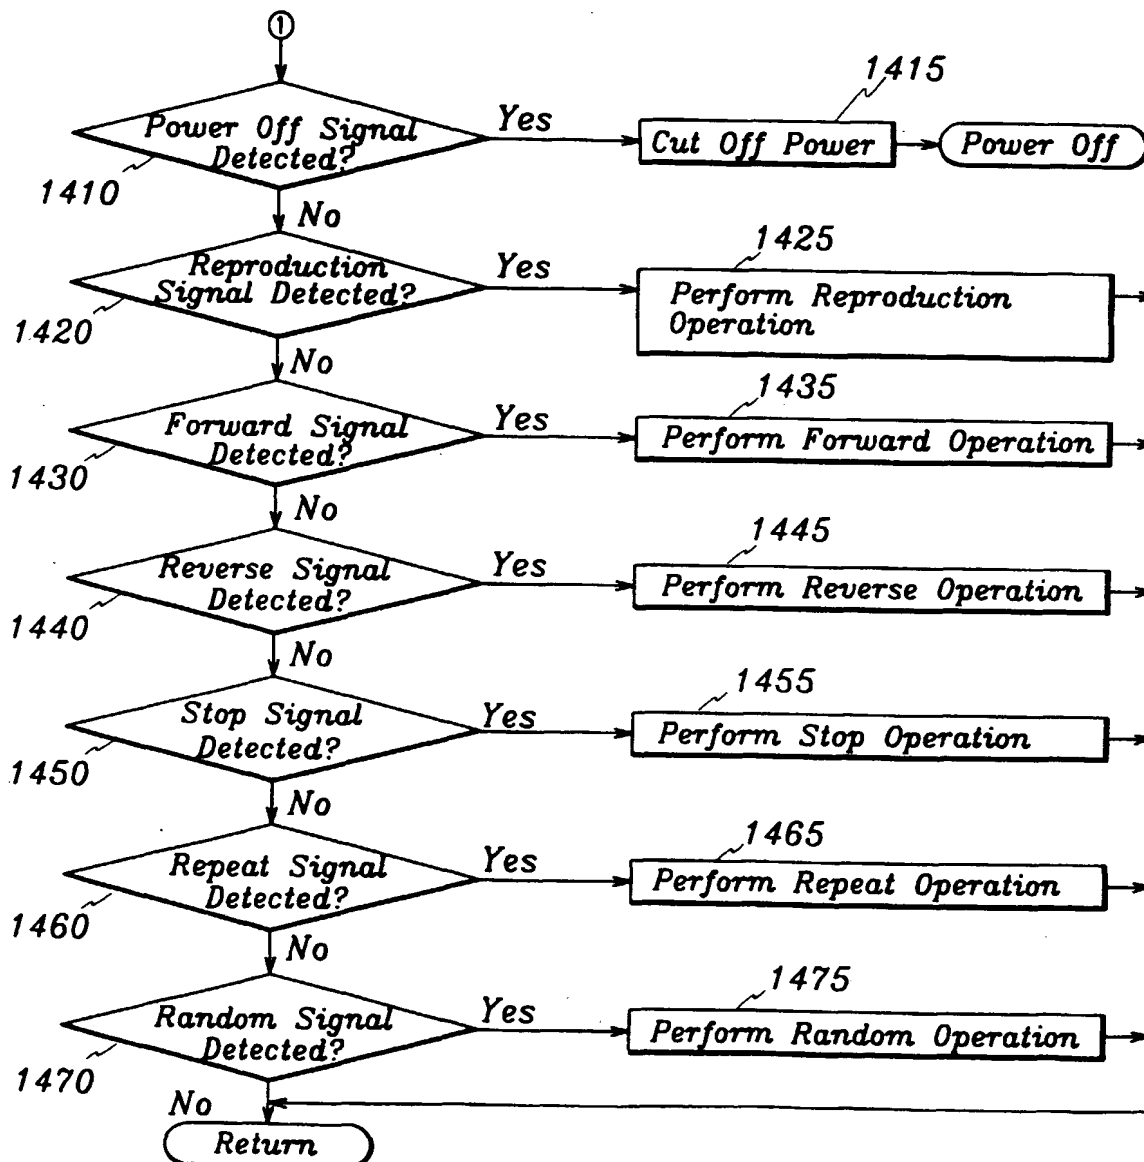 1
1415
Power Off Signal
Detected?
Yes
Cut Off Power
Power Off
1410
No
1425
Reproduction
Signal Detected?
Yes
Perform Reproduction
Operation
1420
No
1435
Forward Signal
Detected?
Yes
Perform Forward Operation
1430
No
1445
Reverse Signal
Detected?
Yes
Perform Reverse Operation
1440
No
1455
Stop Signal
Detected?
Yes
Perform Stop Operation
1450
No
1465
Repeat Signal
Detected?
Yes
Perform Repeat Operation
1460
No
1475
Random Signal
Detected?
Yes
Perform Random Operation
1470
No
Return